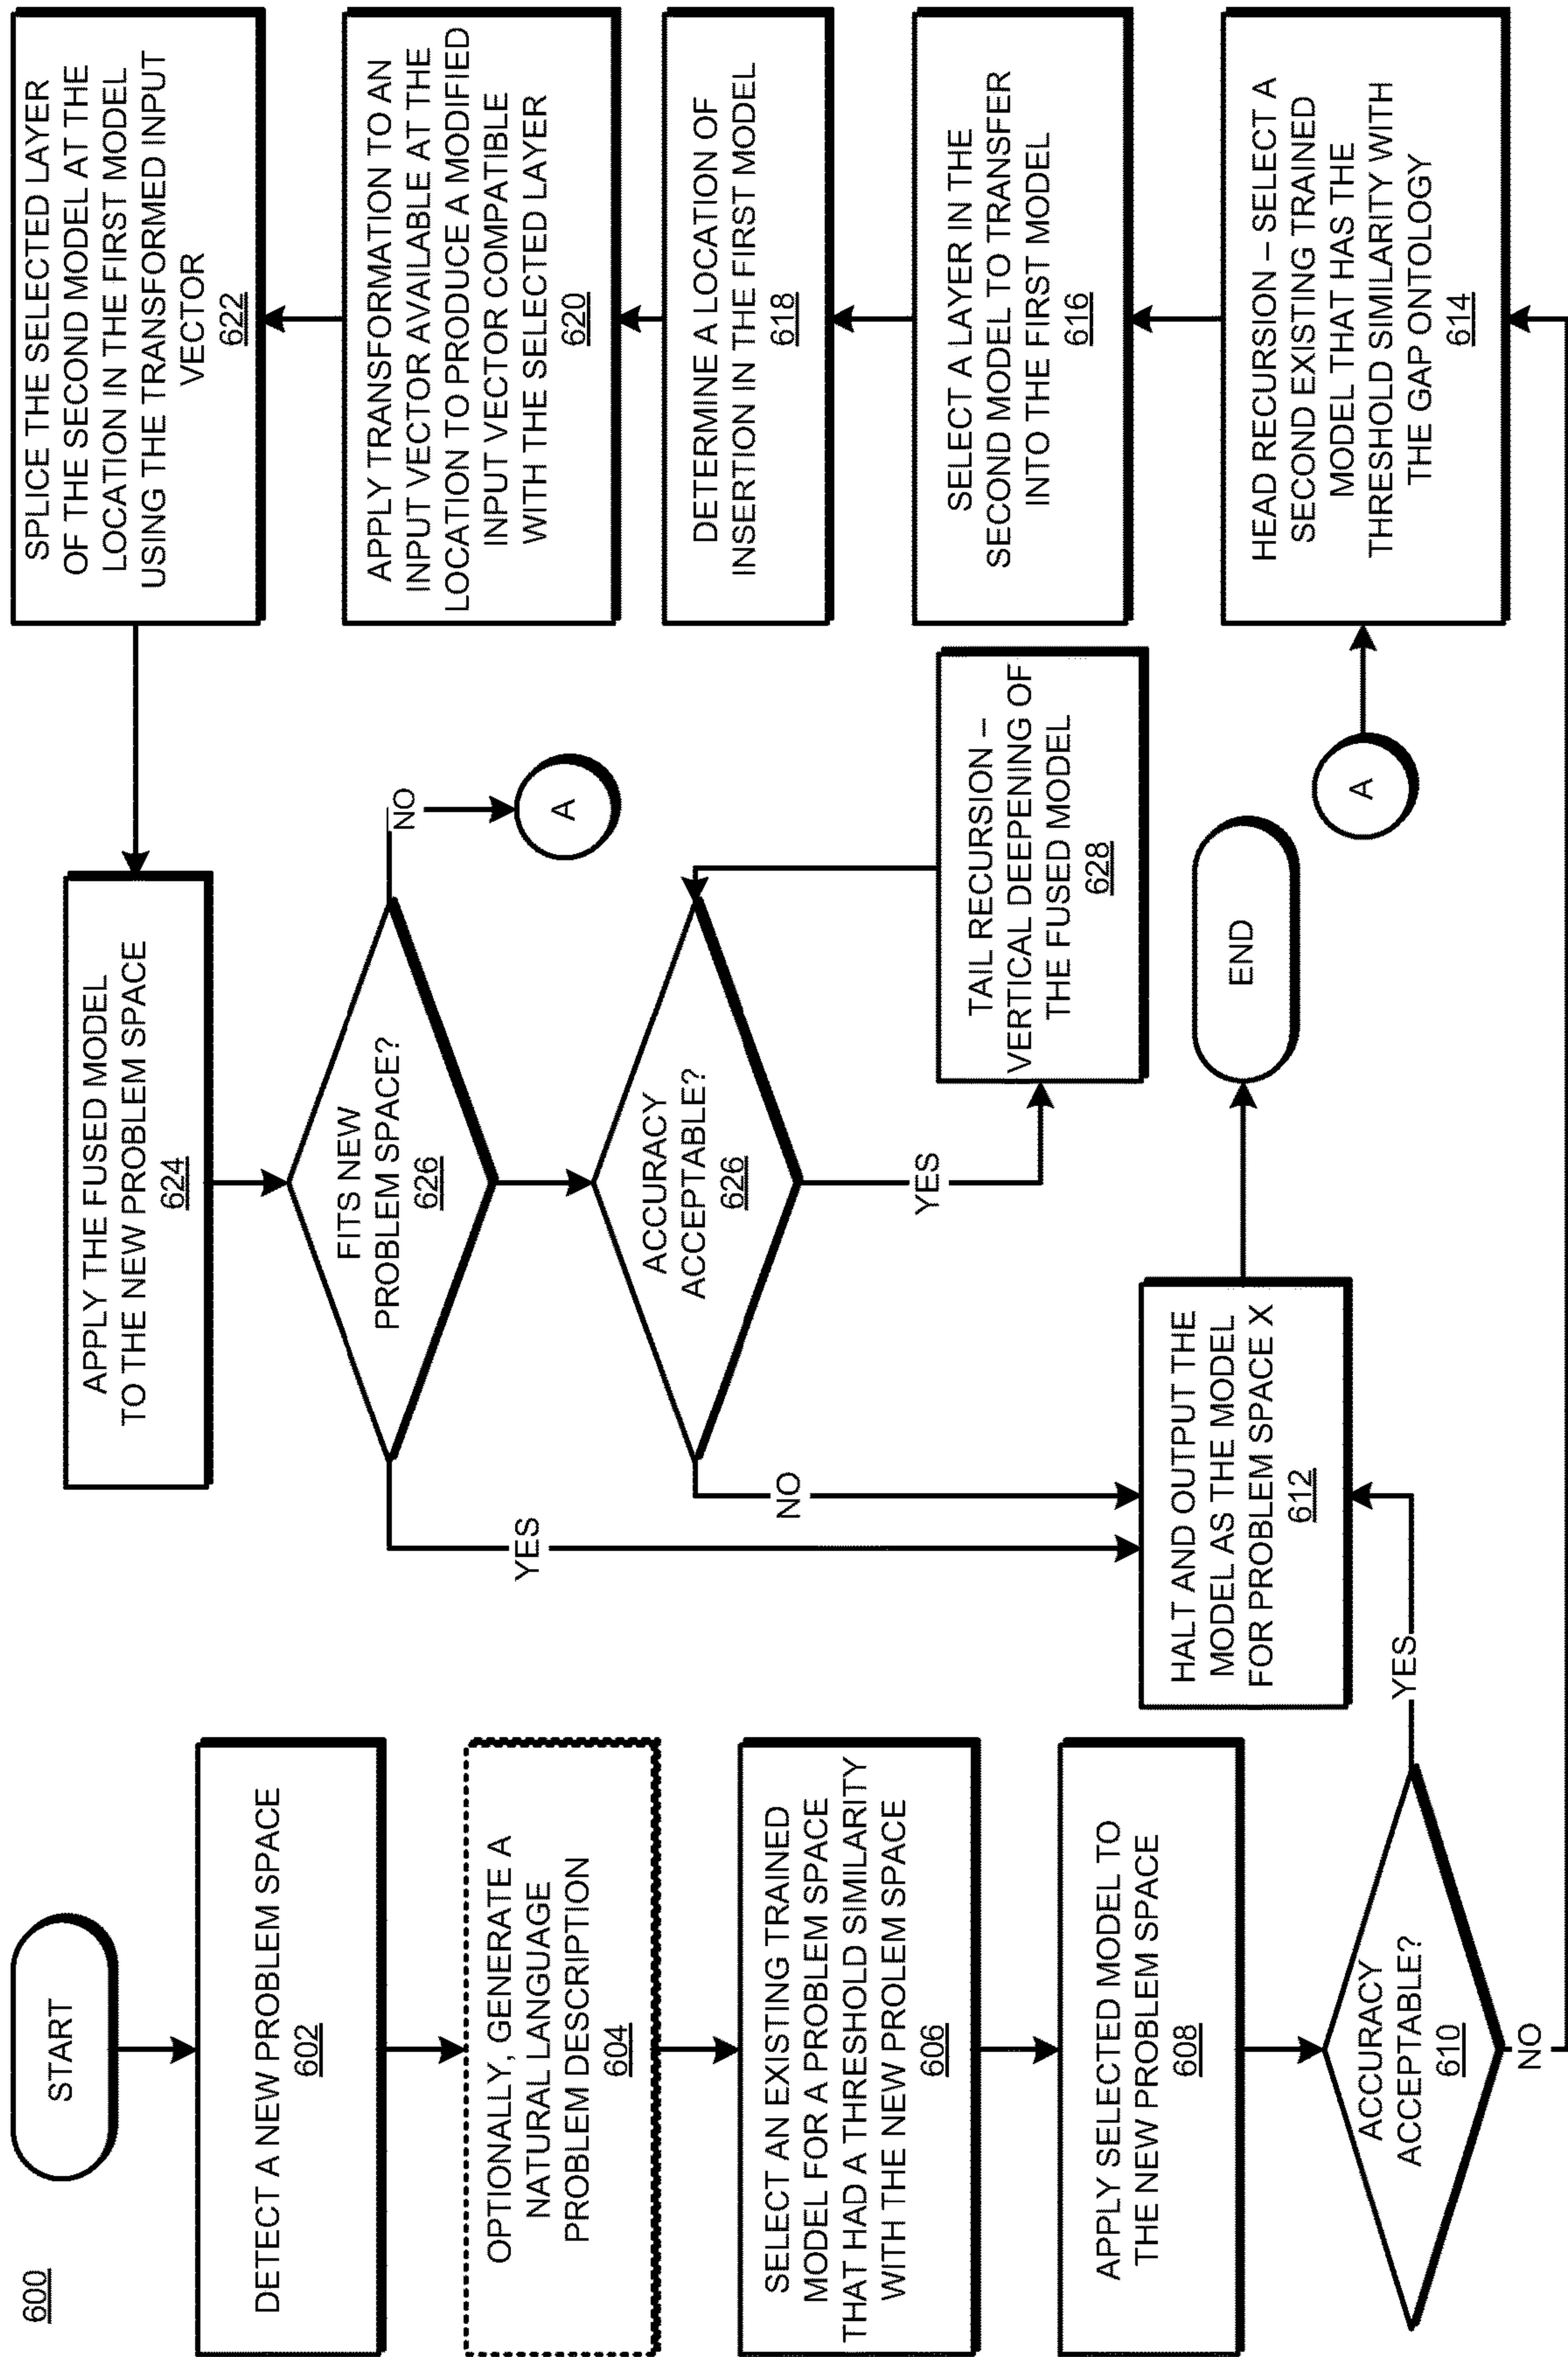 600
START
DETECT A NEW PROBLEM SPACE
602
OPTIONALLY, GENERATE A
NATURAL LANGUAGE
PROBLEM DESCRIPTION
604
SELECT AN EXISTING TRAINED
MODEL FOR A PROBLEM SPACE
THAT HAD A THRESHOLD SIMILARITY
WITH THE NEW PROLEM SPACE
606
APPLY SELECTED MODEL TO
THE NEW PROBLEM SPACE
608
ACCURACY
ACCEPTABLE?
610
YES
NO
HALT AND OUTPUT THE
MODEL AS THE MODEL
FOR PROBLEM SPACE X
612
END
APPLY THE FUSED MODEL
TO THE NEW PROBLEM SPACE
624
FITS NEW
PROBLEM SPACE?
626
YES
NO
A
ACCURACY
ACCEPTABLE?
626
NO
YES
TAIL RECURSION –
VERTICAL DEEPENING OF
THE FUSED MODEL
628
A
SPLICE THE SELECTED LAYER
OF THE SECOND MODEL AT THE
LOCATION IN THE FIRST MODEL
USING THE TRANSFORMED INPUT
VECTOR
622
APPLY TRANSFORMATION TO AN
INPUT VECTOR AVAILABLE AT THE
LOCATION TO PRODUCE A MODIFIED
INPUT VECTOR COMPATIBLE
WITH THE SELECTED LAYER
620
DETERMINE A LOCATION OF
INSERTION IN THE FIRST MODEL
618
SELECT A LAYER IN THE
SECOND MODEL TO TRANSFER
INTO THE FIRST MODEL
616
HEAD RECURSION – SELECT A
SECOND EXISTING TRAINED
MODEL THAT HAS THE
THRESHOLD SIMILARITY WITH
THE GAP ONTOLOGY
614